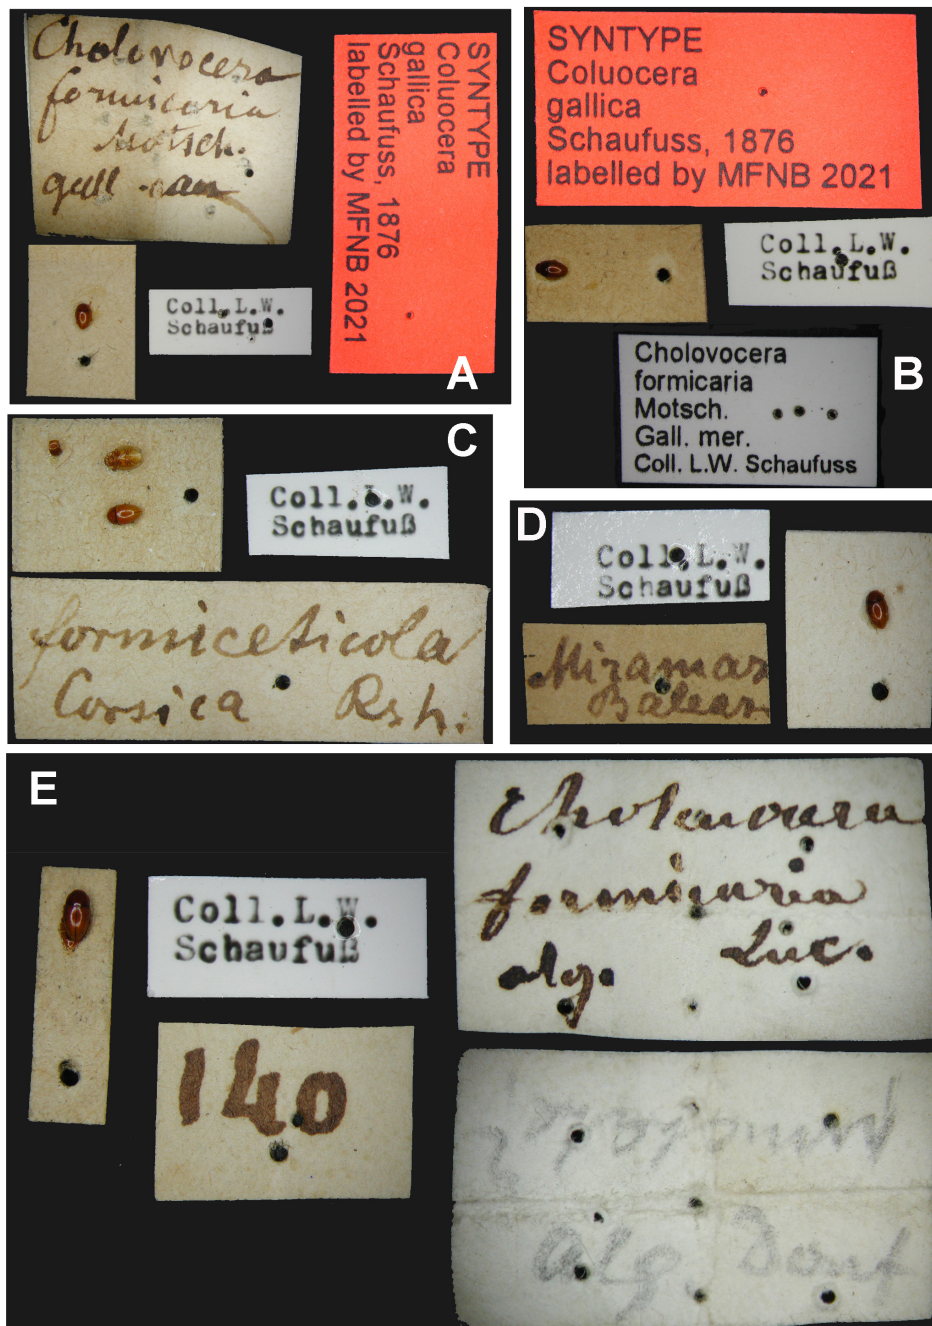 Cholovocera
formicaria
Motsch.
gall.
SYNTYPE
Coluocera
gallica
Schaufuss, 1876
labelled by MFNB 2021
Coll. L. W.
Schaufuß
A
SYNTYPE
Coluocera
gallica
Schaufuss, 1876
labelled by MFNB 2021
Coll. L. W.
Schaufuß
Cholovocera
formicaria
Motsch.
Gall. mer.
Coll. L.W. Schaufuss
B
C
Coll. L. W.
Schaufuß
formiceticola
Corsica Rsh.
D
Coll. L. W.
Schaufuß
Miramar
Balear.
E
Coll. L. W.
Schaufuß
140
formicaria
alg. Luc.
Alg.